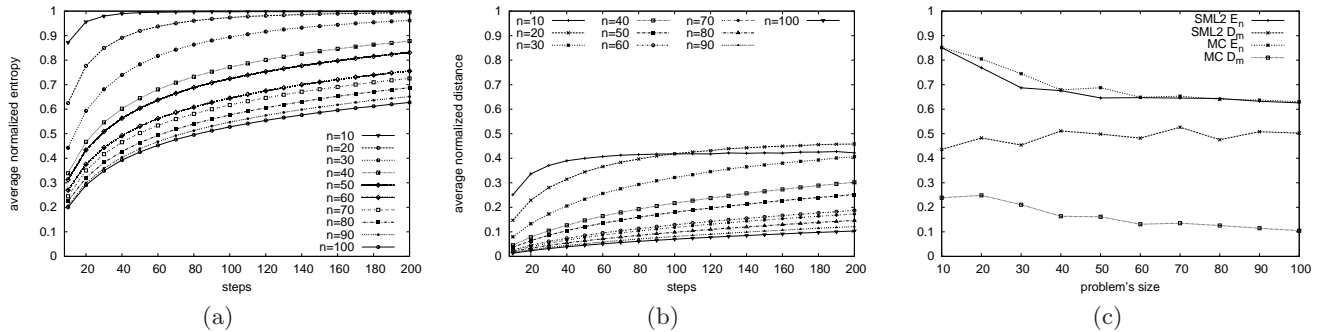 average normalized entropy
1
0.9
0.8
0.7
0.6
0.5
0.4
0.3
0.2
0.1
0
20 40 60 80 100 120 140 160 180 200
steps
n=10
n=20
n=30
n=40
n=50
n=60
n=70
n=80
n=90
n=100
(a)
average normalized distance
1
0.9
0.8
0.7
0.6
0.5
0.4
0.3
0.2
0.1
0
20 40 60 80 100 120 140 160 180 200
steps
n=10 n=40 n=70 n=100
n=20 n=50 n=80
n=30 n=60 n=90
(b)
1
0.9
0.8
0.7
0.6
0.5
0.4
0.3
0.2
0.1
0
10 20 30 40 50 60 70 80 90 100
problem's size
SML2 En
SML2 Dm
MC En
MC Dm
(c)